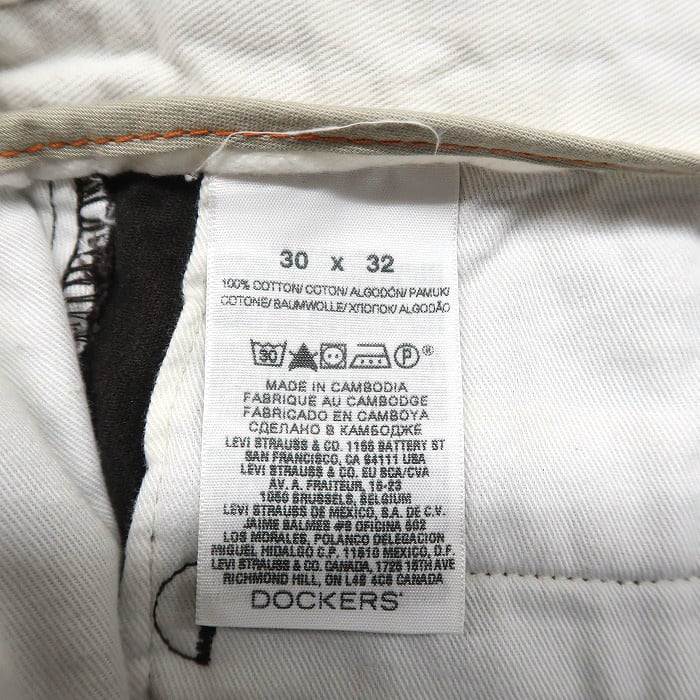 30 x 32
100% COTTON/ COTON/ ALGODÓN/ PAMUK/
COTONE/ BAUMWOLLE/ ХЛОПОК/ ALGODÃO
30 P ®
MADE IN CAMBODIA
FABRIQUE AU CAMBODGE
FABRICADO EN CAMBOYA
СДЕЛАНО В КАМБОДЖЕ
LEVI STRAUSS & CO. 1155 BATTERY ST
SAN FRANCISCO, CA 94111 USA
LEVI STRAUSS & CO. EU SCA/CVA
AV. A. FRAITEUR, 15-23
1050 BRUSSELS, BELGIUM
LEVI STRAUSS DE MEXICO, S.A. DE C.V.
JAIME BALMES #8 OFICINA 602
LOS MORALES, POLANCO DELEGACION
MIGUEL HIDALGO C.P. 11510 MEXICO, D.F.
LEVI STRAUSS & CO. CANADA, 1725 16TH AVE
RICHMOND HILL, ON L4B 4C6 CANADA
DOCKERS®